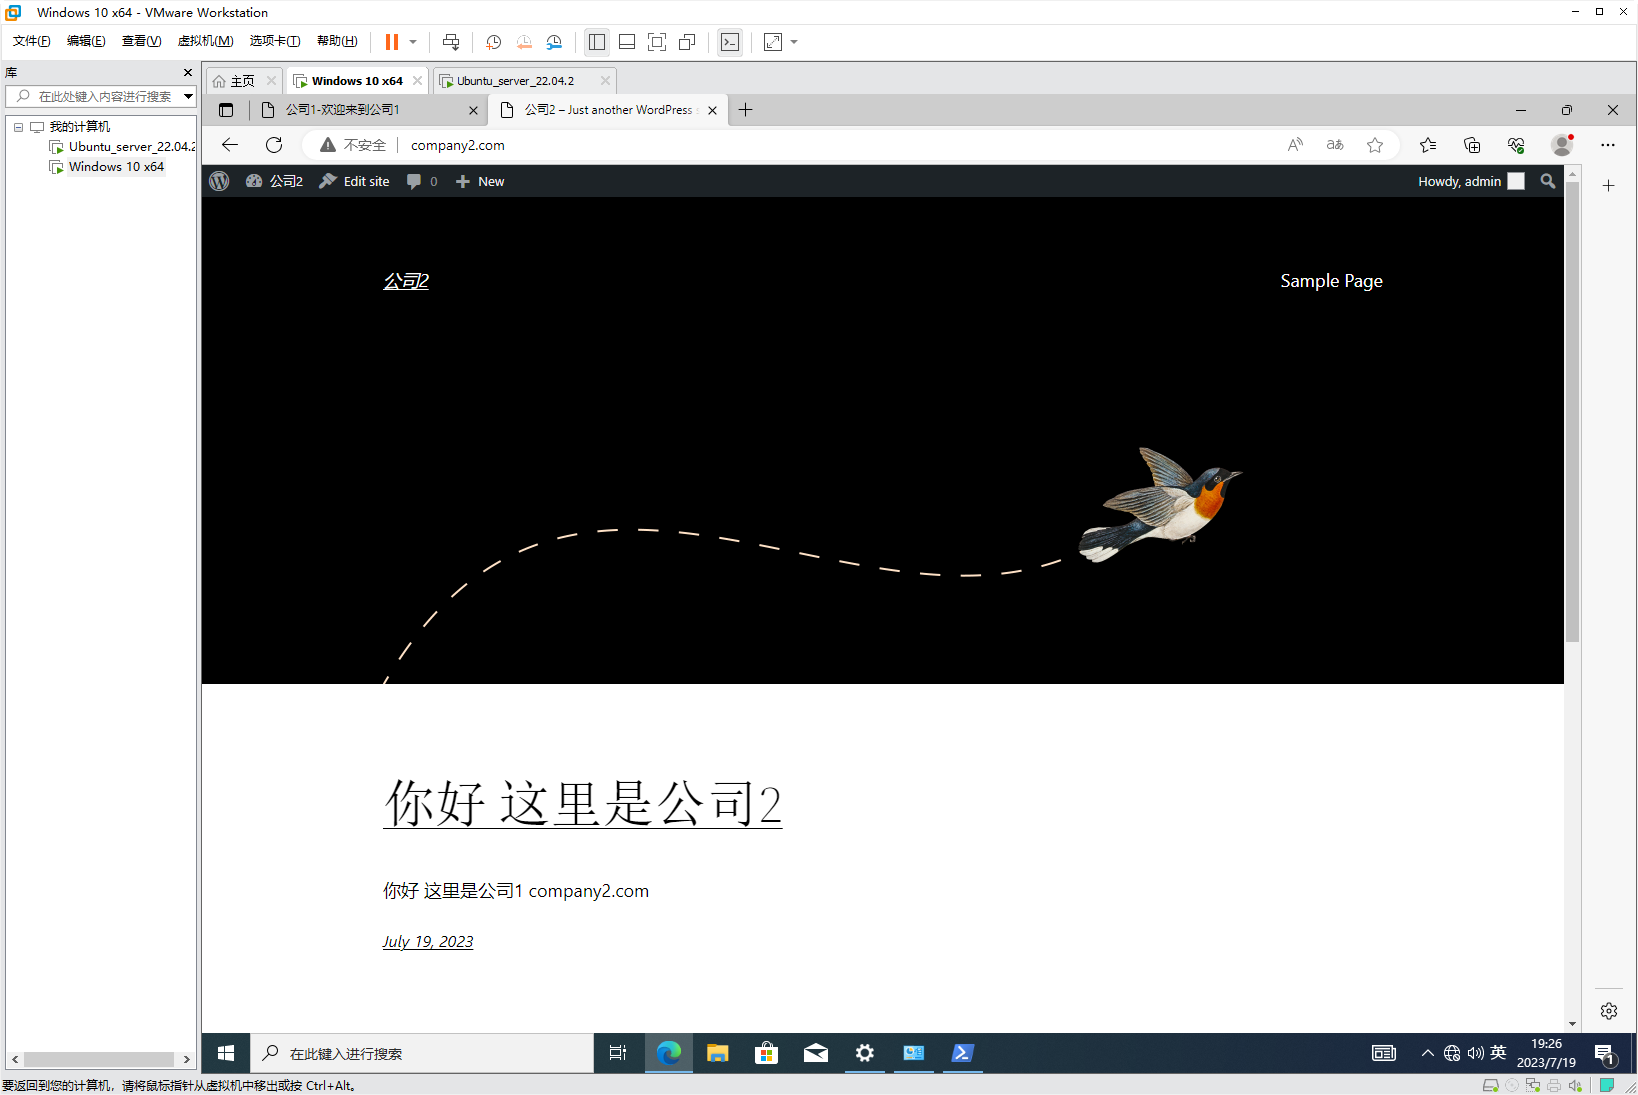 Windows 10 x64 - VMware Workstation
文件(F) 编辑(E) 查看(V) 虚拟机(M) 选项卡(T) 帮助(H)
库
在此处键入内容进行搜索
我的计算机
Ubuntu_server_22.04.2
Windows 10 x64
主页 Windows 10 x64 Ubuntu_server_22.04.2
公司1-欢迎来到公司1 公司2 – Just another WordPress s
不安全 company2.com
公司2 Edit site 0 New Howdy, admin
公司2 Sample Page
你好 这里是公司2
你好 这里是公司1 company2.com
July 19, 2023
在此键入进行搜索
英
19:26
2023/7/19
1
要返回到您的计算机，请将鼠标指针从虚拟机中移出或按 Ctrl+Alt。